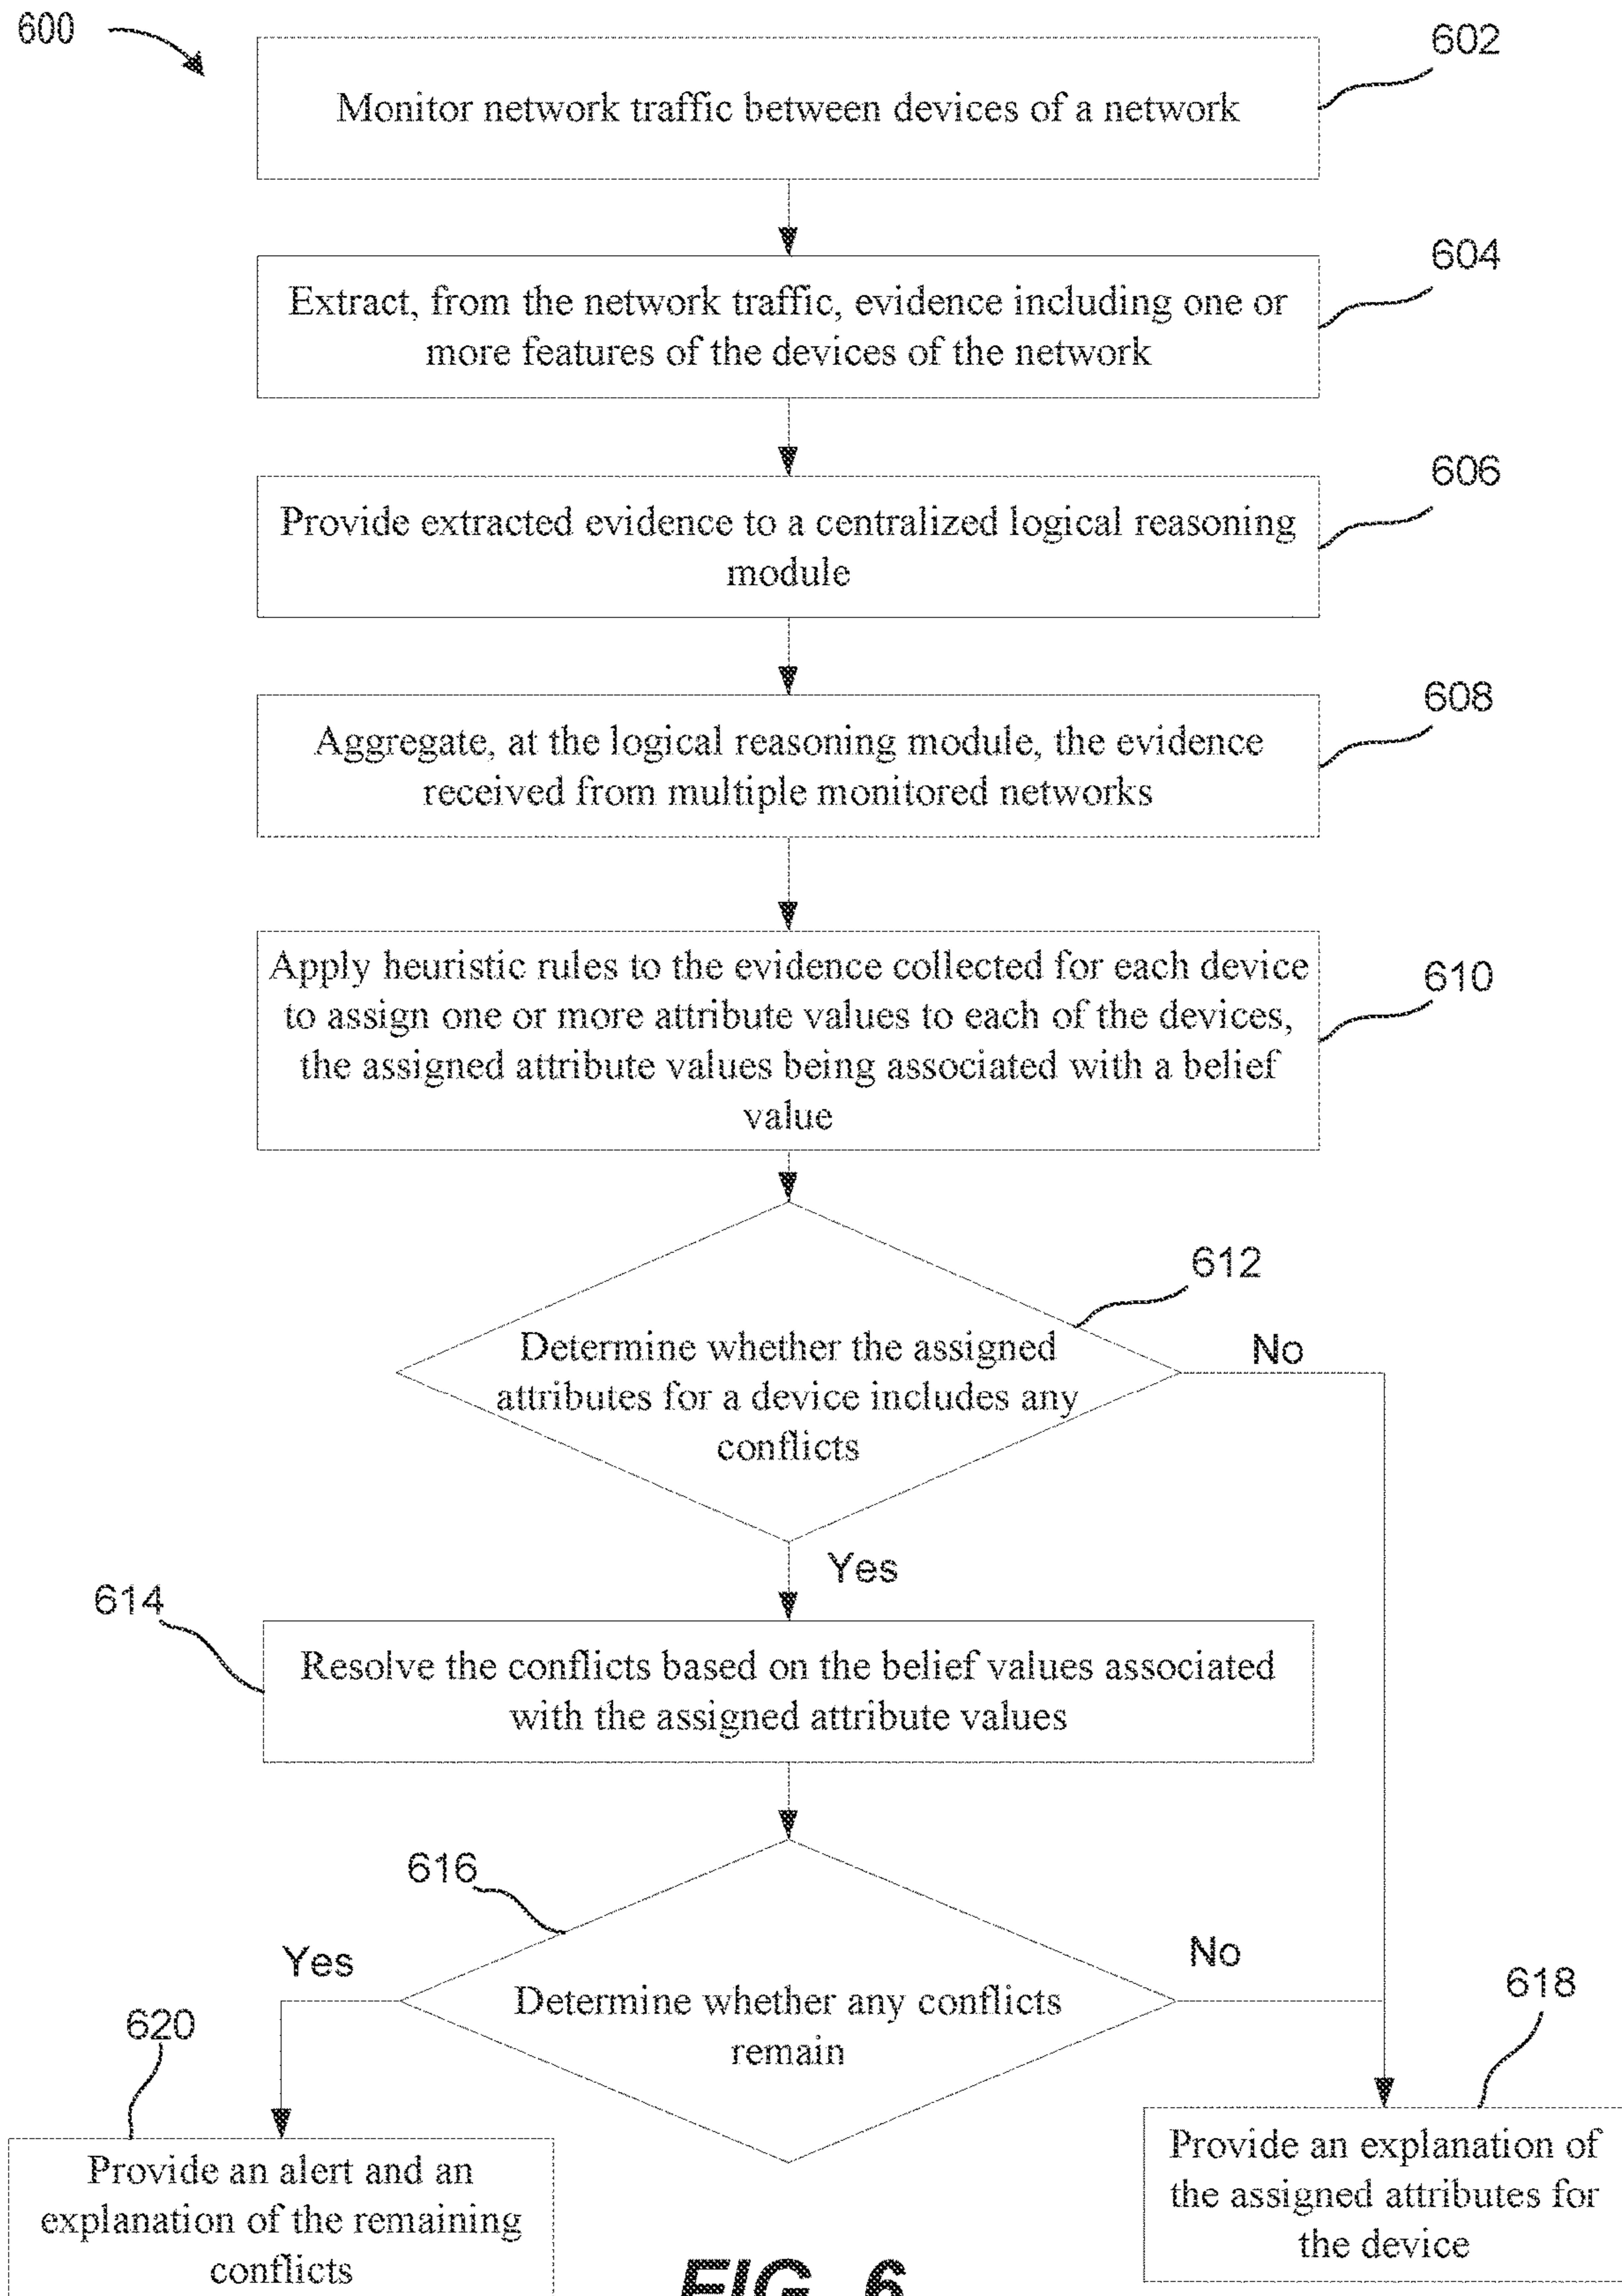 600
602
Monitor network traffic between devices of a network
604
Extract, from the network traffic, evidence including one or
more features of the devices of the network
606
Provide extracted evidence to a centralized logical reasoning
module
608
Aggregate, at the logical reasoning module, the evidence
received from multiple monitored networks
610
Apply heuristic rules to the evidence collected for each device
to assign one or more attribute values to each of the devices,
the assigned attribute values being associated with a belief
value
612
Determine whether the assigned
attributes for a device includes any
conflicts
No
Yes
614
Resolve the conflicts based on the belief values associated
with the assigned attribute values
616
Determine whether any conflicts
remain
Yes
No
620
Provide an alert and an
explanation of the remaining
conflicts
618
Provide an explanation of
the assigned attributes for
the device
FIG. 6